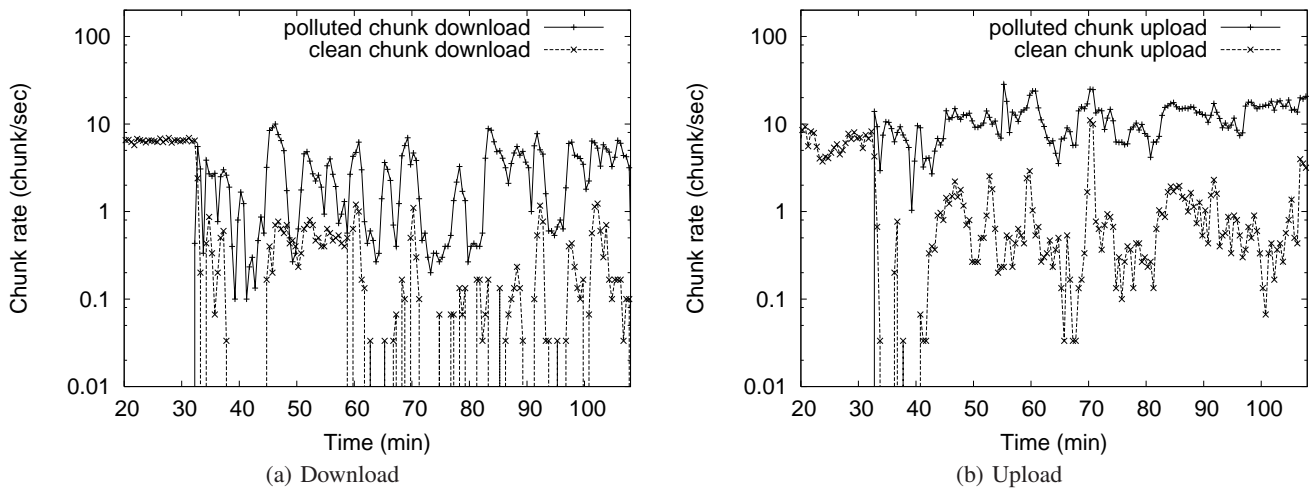 100
10
1
0.1
0.01
20 30 40 50 60 70 80 90 100
Chunk rate (chunk/sec)
Time (min)
polluted chunk download
clean chunk download
(a) Download
100
10
1
0.1
0.01
20 30 40 50 60 70 80 90 100
Chunk rate (chunk/sec)
Time (min)
polluted chunk upload
clean chunk upload
(b) Upload